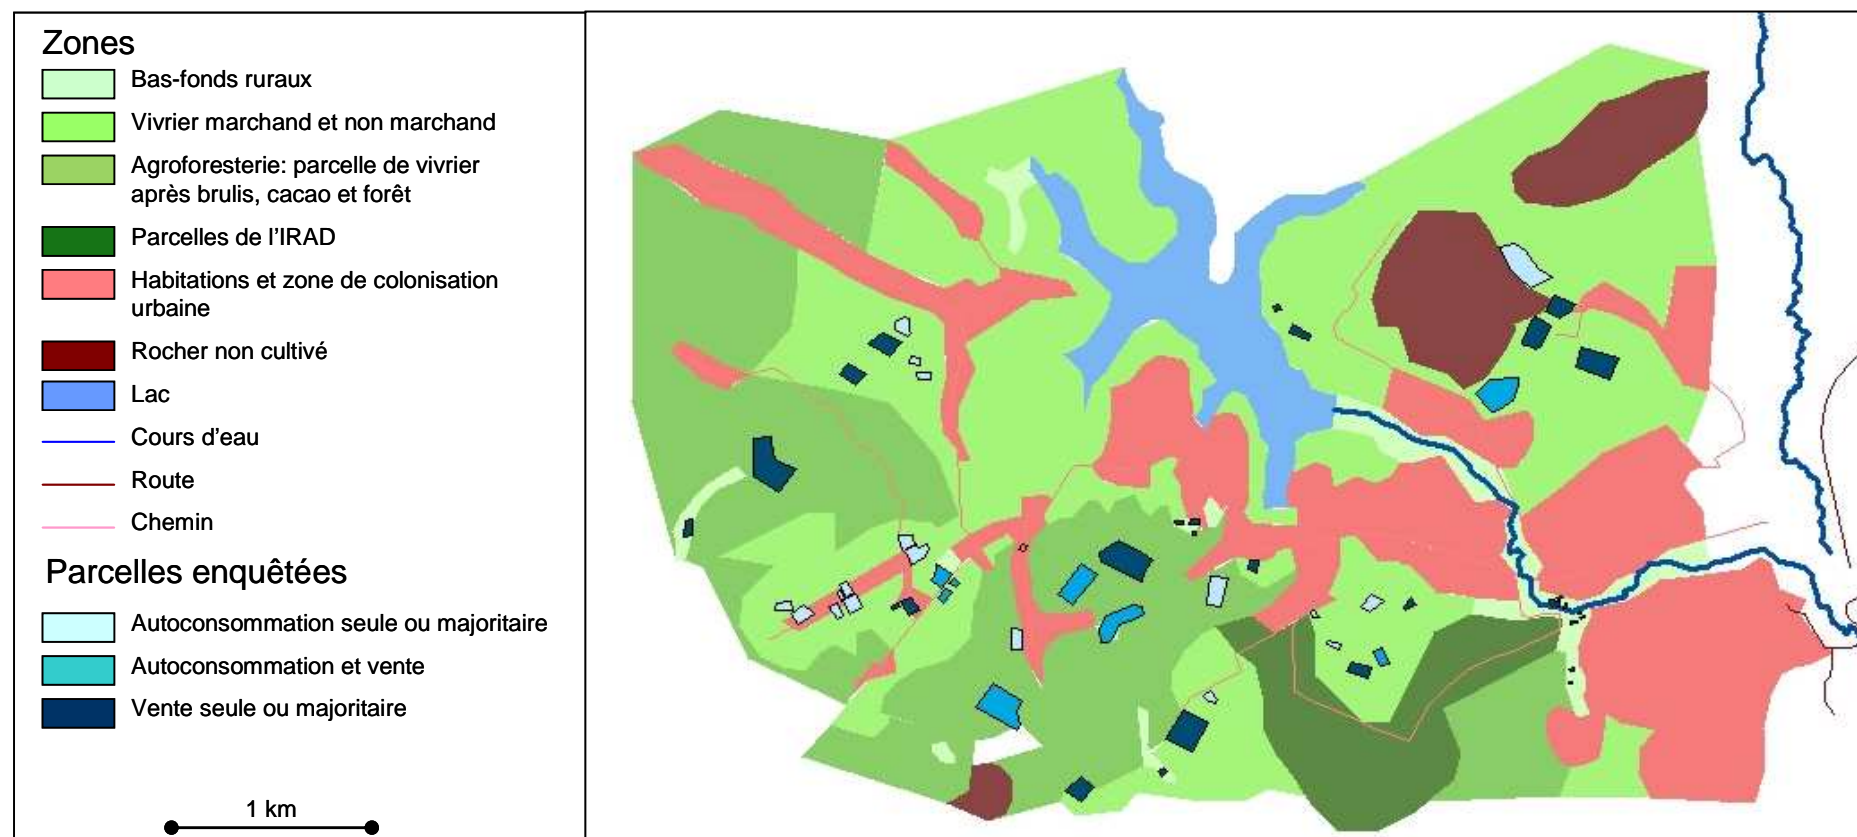 Zones
Bas-fonds ruraux
Vivrier marchand et non marchand
Agroforesterie: parcelle de vivrier
après brulis, cacao et forêt
Parcelles de l'IRAD
Habitations et zone de colonisation
urbaine
Rocher non cultivé
Lac
Cours d'eau
Route
Chemin
Parcelles enquêtées
Autoconsommation seule ou majoritaire
Autoconsommation et vente
Vente seule ou majoritaire
1 km